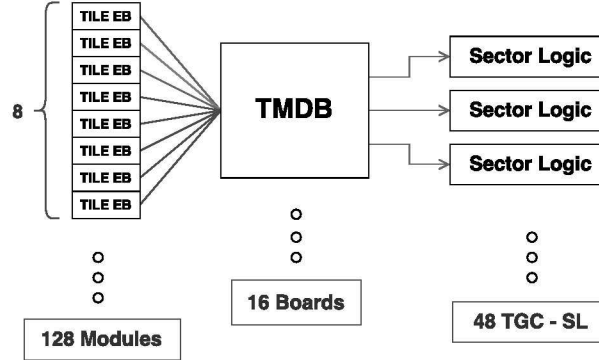 TILE EB
TILE EB
TILE EB
TILE EB
TILE EB
TILE EB
TILE EB
TILE EB
8
TMDB
Sector Logic
Sector Logic
Sector Logic
128 Modules
16 Boards
48 TGC - SL